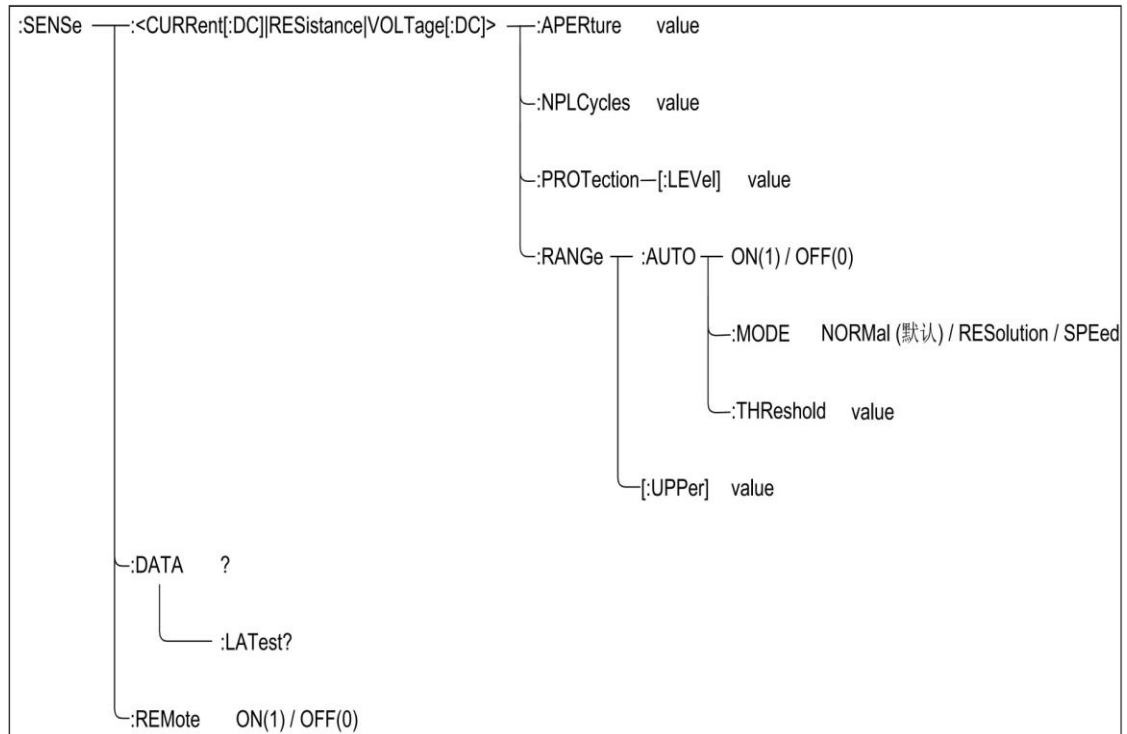 :SENSe :<CURRent[:DC]|RESistance|VOLTage[:DC]> :APERture value
:NPLCycles value
:PROTection [:LEVel] value
:RANGe :AUTO ON(1) / OFF(0)
:MODE NORMal (默认) / RESolution / SPEed
:THReshold value
[:UPPer] value
:DATA ?
:LATest?
:REMote ON(1) / OFF(0)